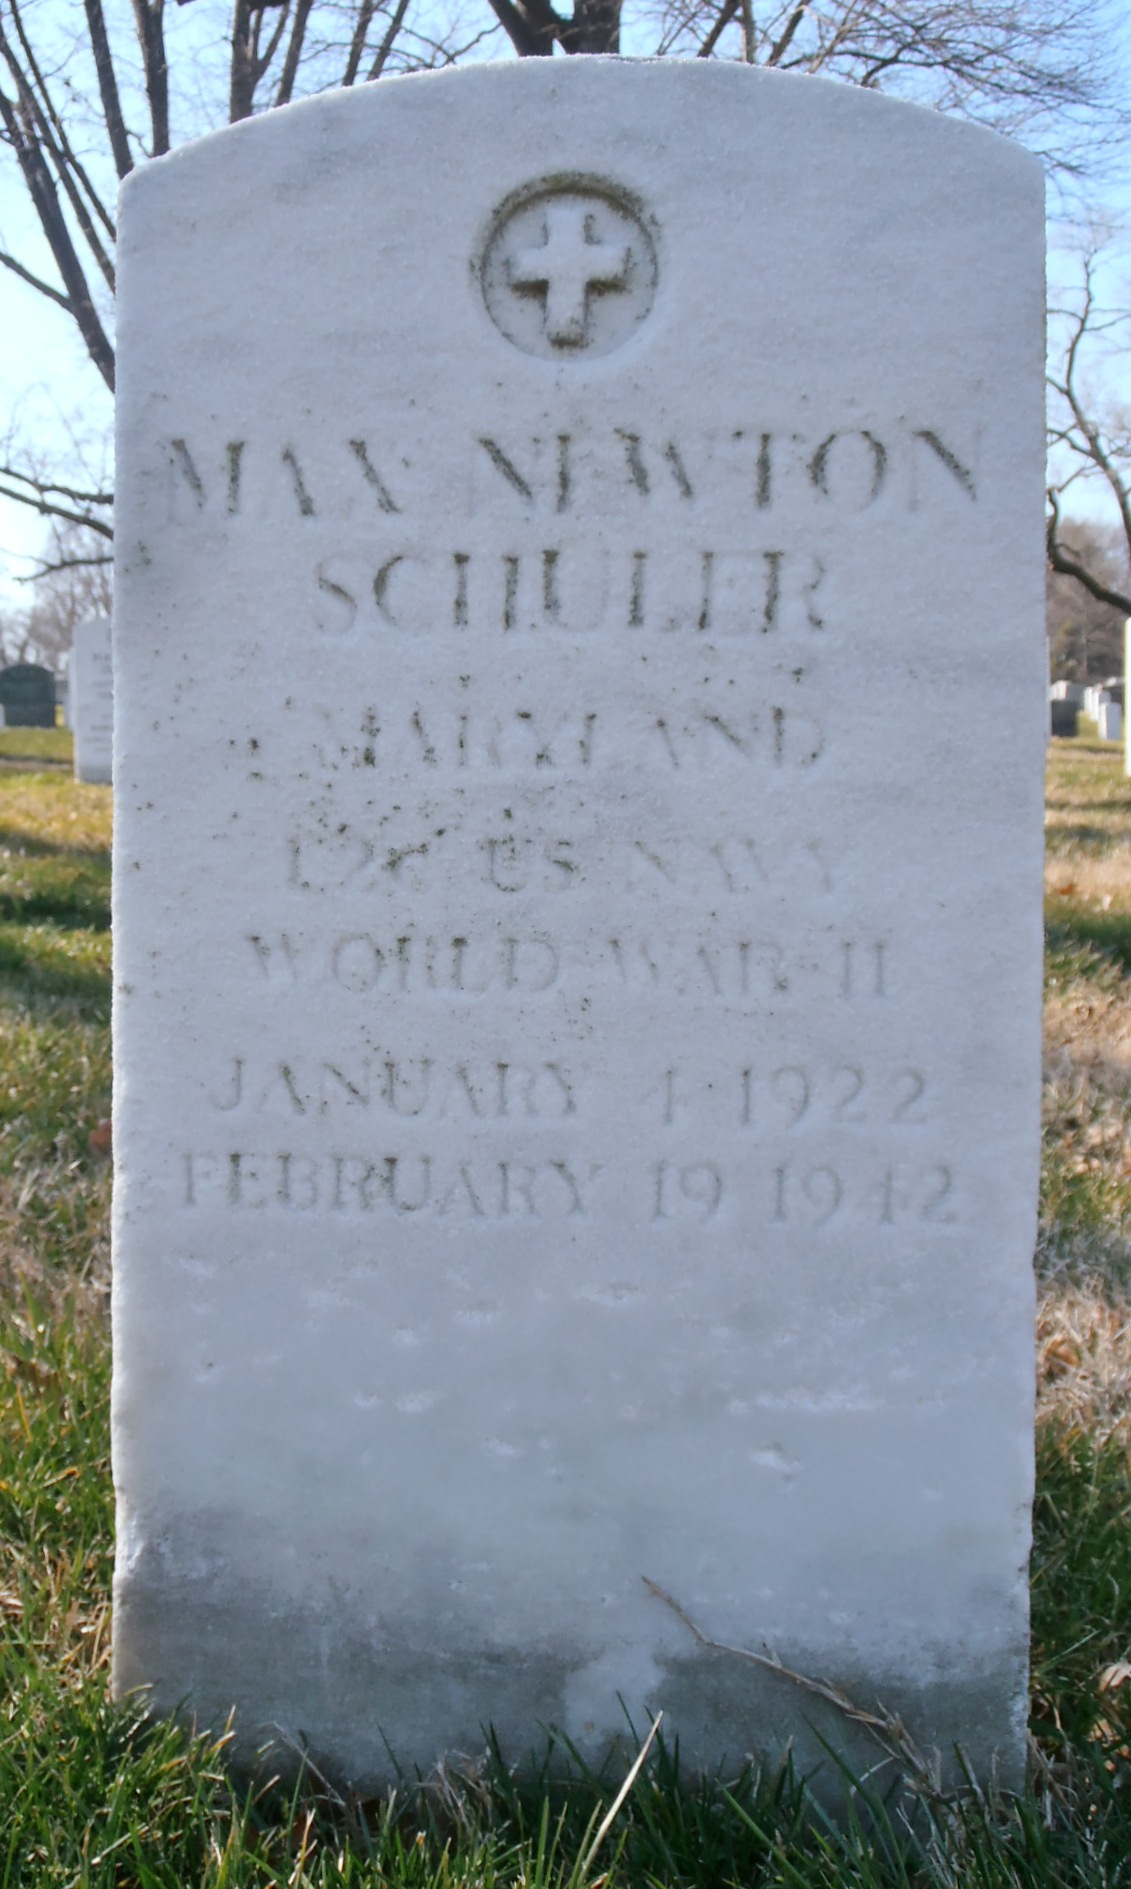 MAX NEWTON
SCHULER
MARYLAND
US NAVY
WORLD WAR II
JANUARY 4 1922
FEBRUARY 19 1942